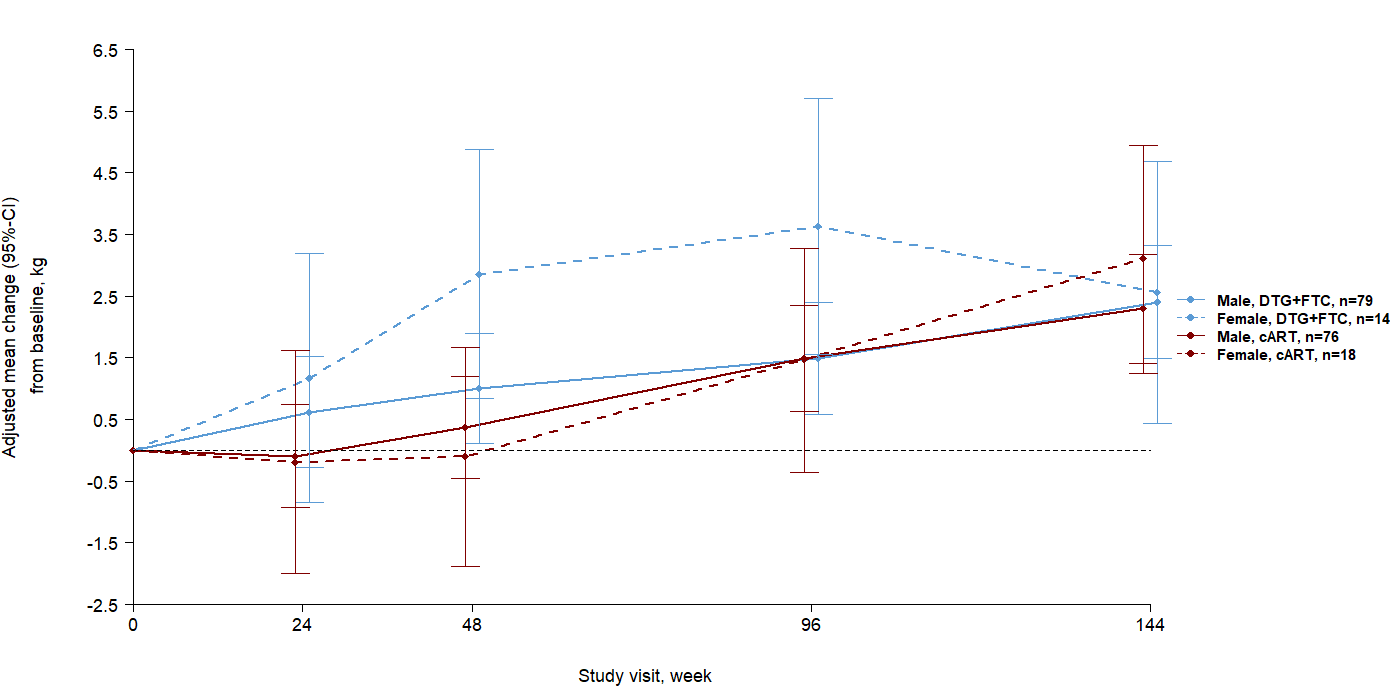 Adjusted mean change (95%-CI)
from baseline, kg
6.5
5.5
4.5
3.5
2.5
1.5
0.5
-0.5
-1.5
-2.5
0 24 48 96 144
Study visit, week
Male, DTG+FTC, n=79
Female, DTG+FTC, n=14
Male, cART, n=76
Female, cART, n=18